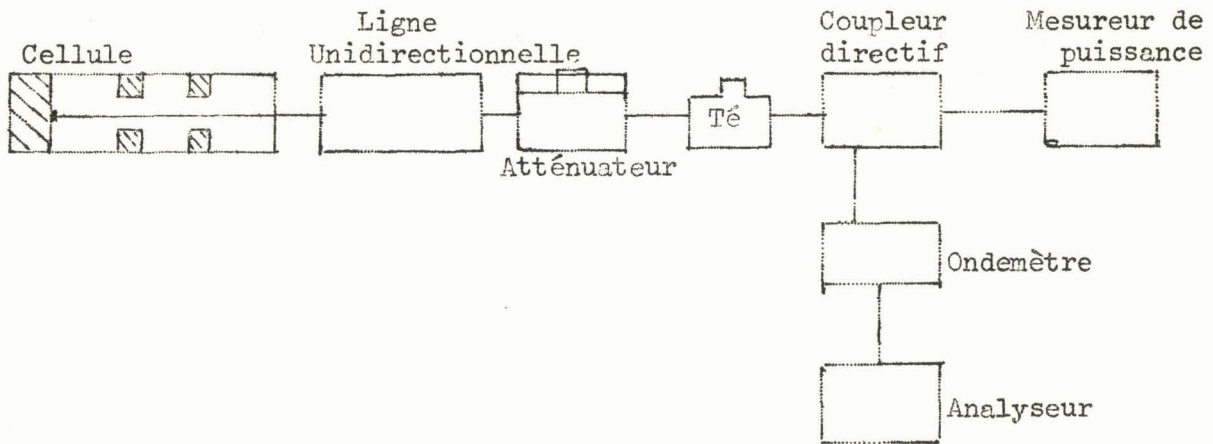 Cellule
Ligne
Unidirectionnelle
Atténuateur
Té
Coupleur
directif
Mesureur de
puissance
Ondemètre
Analyseur